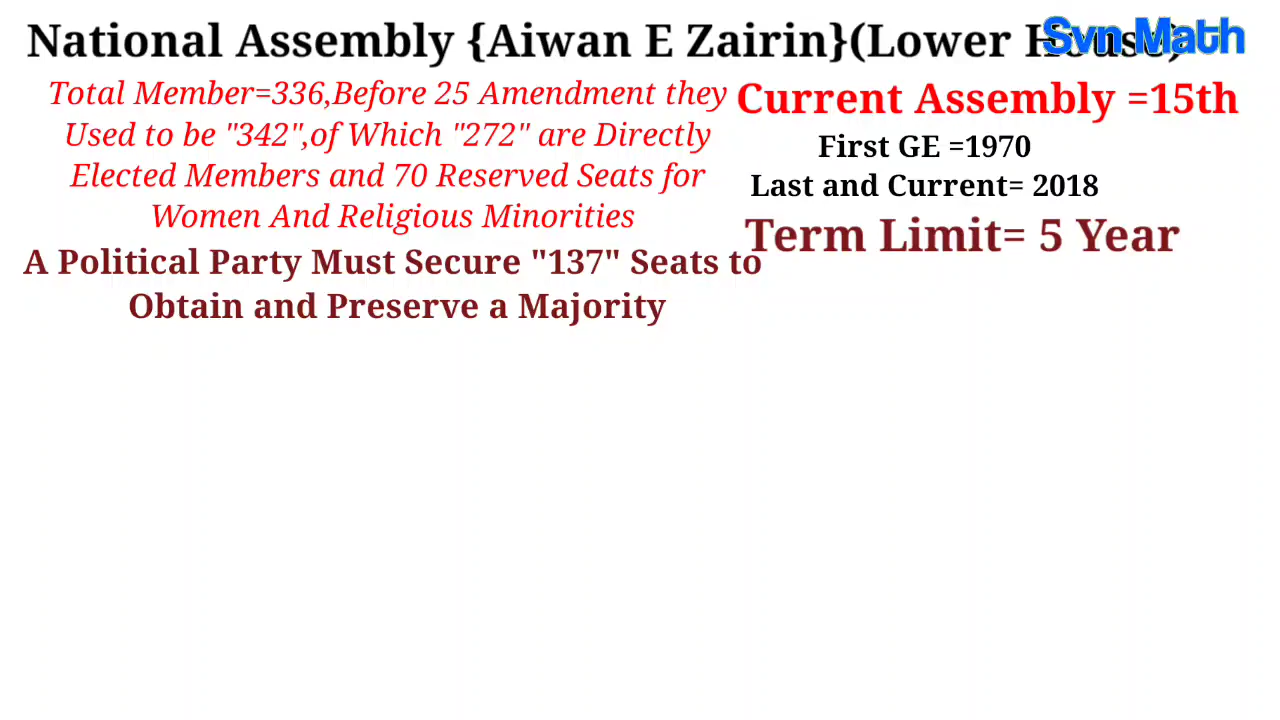 National Assembly {Aiwan E Zairin}(Lower House)
Svn Math
Total Member=336,Before 25 Amendment they
Used to be "342",of Which "272" are Directly
Elected Members and 70 Reserved Seats for
Women And Religious Minorities
A Political Party Must Secure "137" Seats to
Obtain and Preserve a Majority
Current Assembly =15th
First GE =1970
Last and Current= 2018
Term Limit= 5 Year